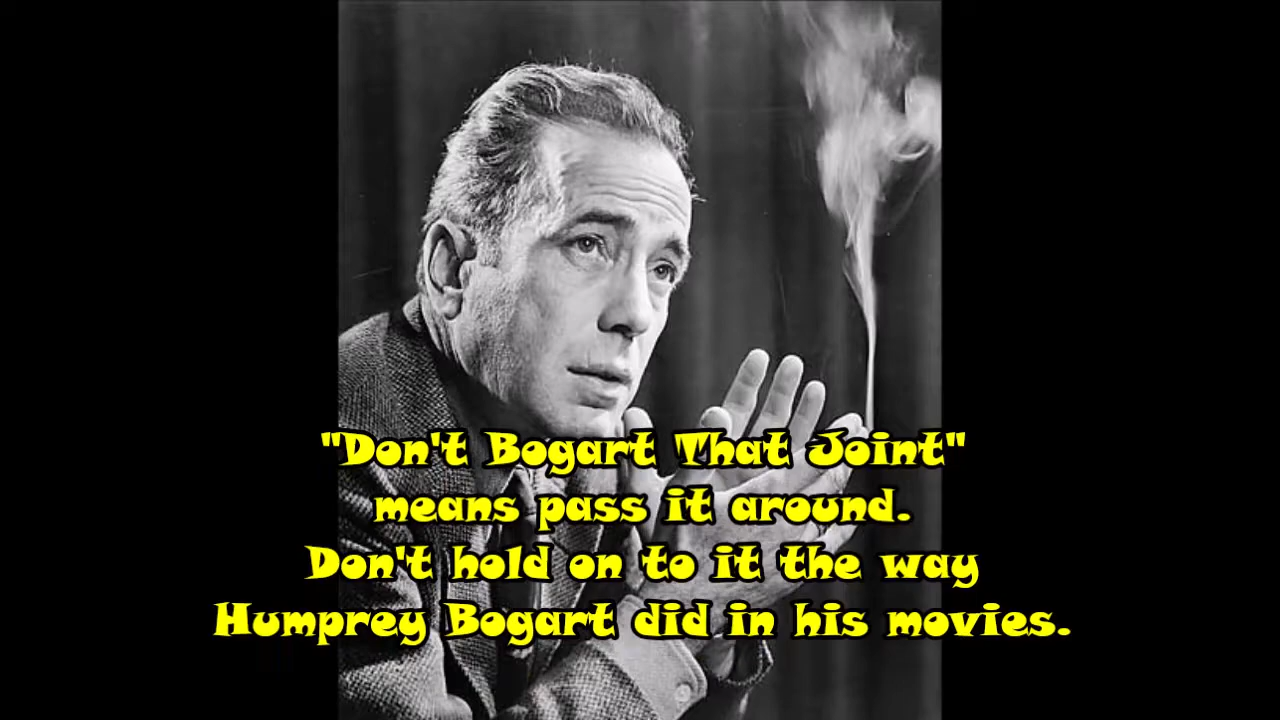 "Don't Bogart That Joint"
means pass it around.
Don't hold on to it the way
Humprey Bogart did in his movies.